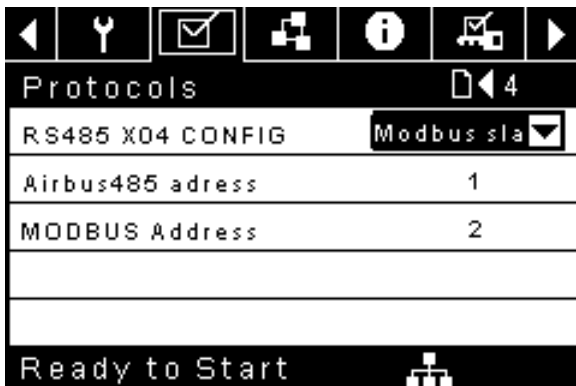 Protocols 4
RS485 X04 CONFIG Modbus sla
Airbus485 adress 1
MODBUS Address 2
Ready to Start